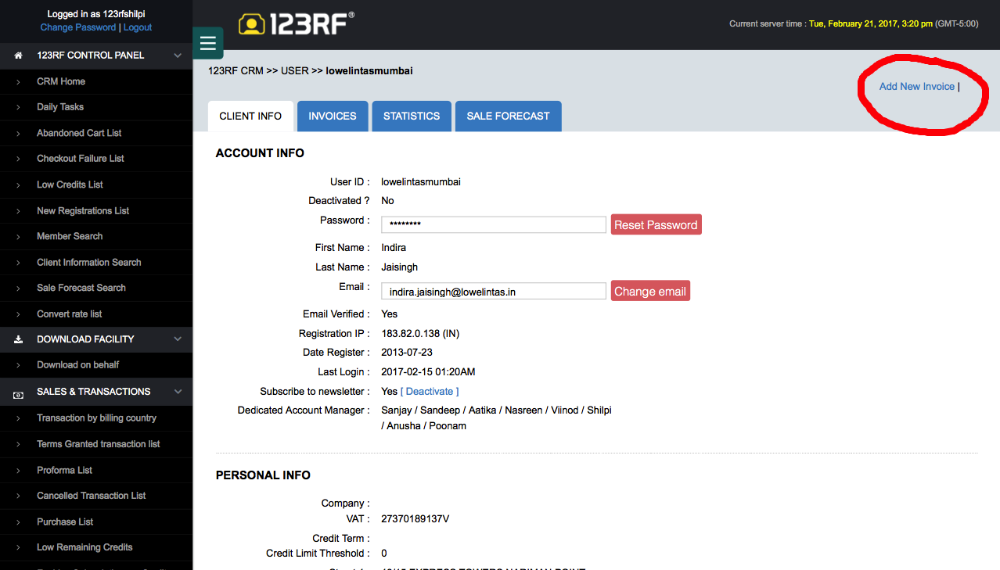 Logged in as 123rfshilpi
Change Password | Logout
123RF CONTROL PANEL
CRM Home
Daily Tasks
Abandoned Cart List
Checkout Failure List
Low Credits List
New Registrations List
Member Search
Client Information Search
Sale Forecast Search
Convert rate list
DOWNLOAD FACILITY
Download on behalf
SALES & TRANSACTIONS
Transaction by billing country
Terms Granted transaction list
Proforma List
Cancelled Transaction List
Purchase List
Low Remaining Credits
123RF®
Current server time : Tue, February 21, 2017, 3:20 pm (GMT-5:00)
123RF CRM >> USER >> lowelintasmumbai
Add New Invoice |
CLIENT INFO INVOICES STATISTICS SALE FORECAST
ACCOUNT INFO
User ID : lowelintasmumbai
Deactivated ? No
Password : ******** Reset Password
First Name : Indira
Last Name : Jaisingh
Email : indira.jaisingh@lowelintas.in Change email
Email Verified : Yes
Registration IP : 183.82.0.138 (IN)
Date Register : 2013-07-23
Last Login : 2017-02-15 01:20AM
Subscribe to newsletter : Yes [ Deactivate ]
Dedicated Account Manager : Sanjay / Sandeep / Aatika / Nasreen / Viinod / Shilpi
/ Anusha / Poonam
PERSONAL INFO
Company :
VAT : 27370189137V
Credit Term :
Credit Limit Threshold : 0